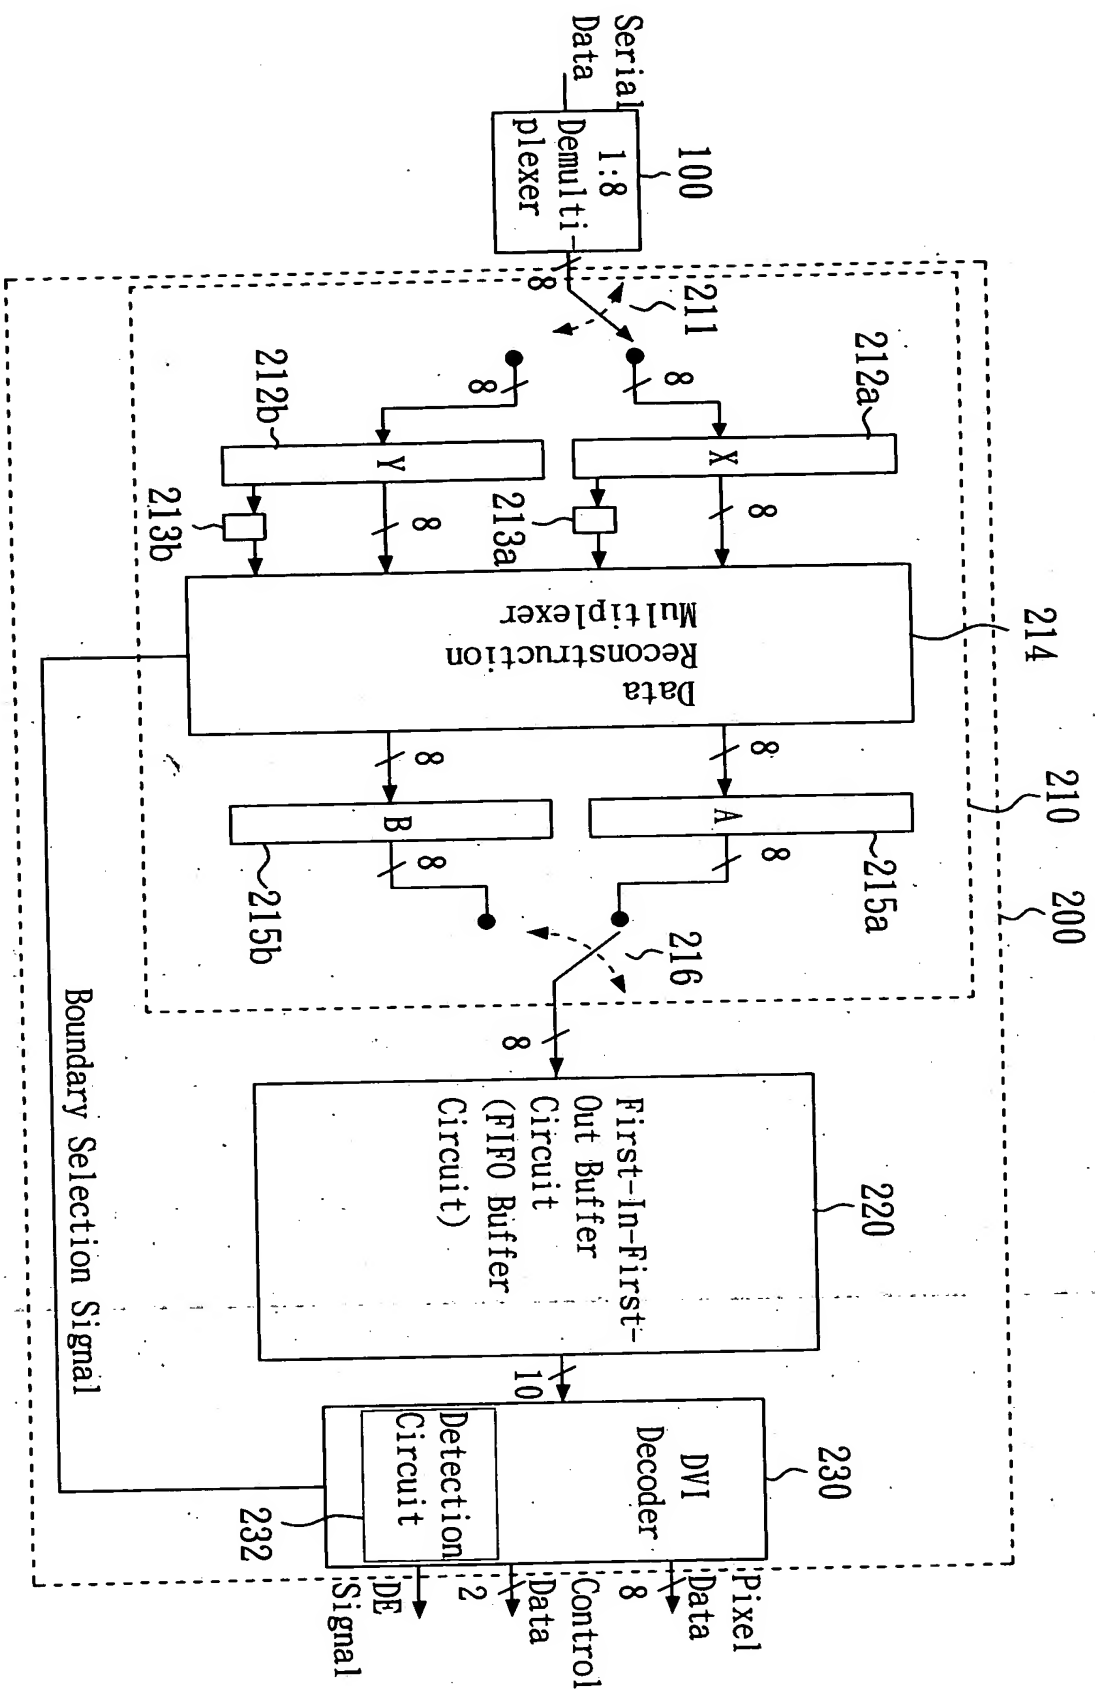 Serial
Data
100
1:8
Demulti-
plexer
8
211
212a
8
X
8
213a
212b
8
Y
8
213b
214
Data
Reconstruction
Multiplexer
210
200
8
A
8
215a
8
B
8
215b
216
8
220
First-In-First-
Out Buffer
Circuit
(FIFO Buffer
Circuit)
10
230
DVI
Decoder
Detection
Circuit
232
Pixel
Data
8
Control
Data
2
DE
Signal
Boundary Selection Signal